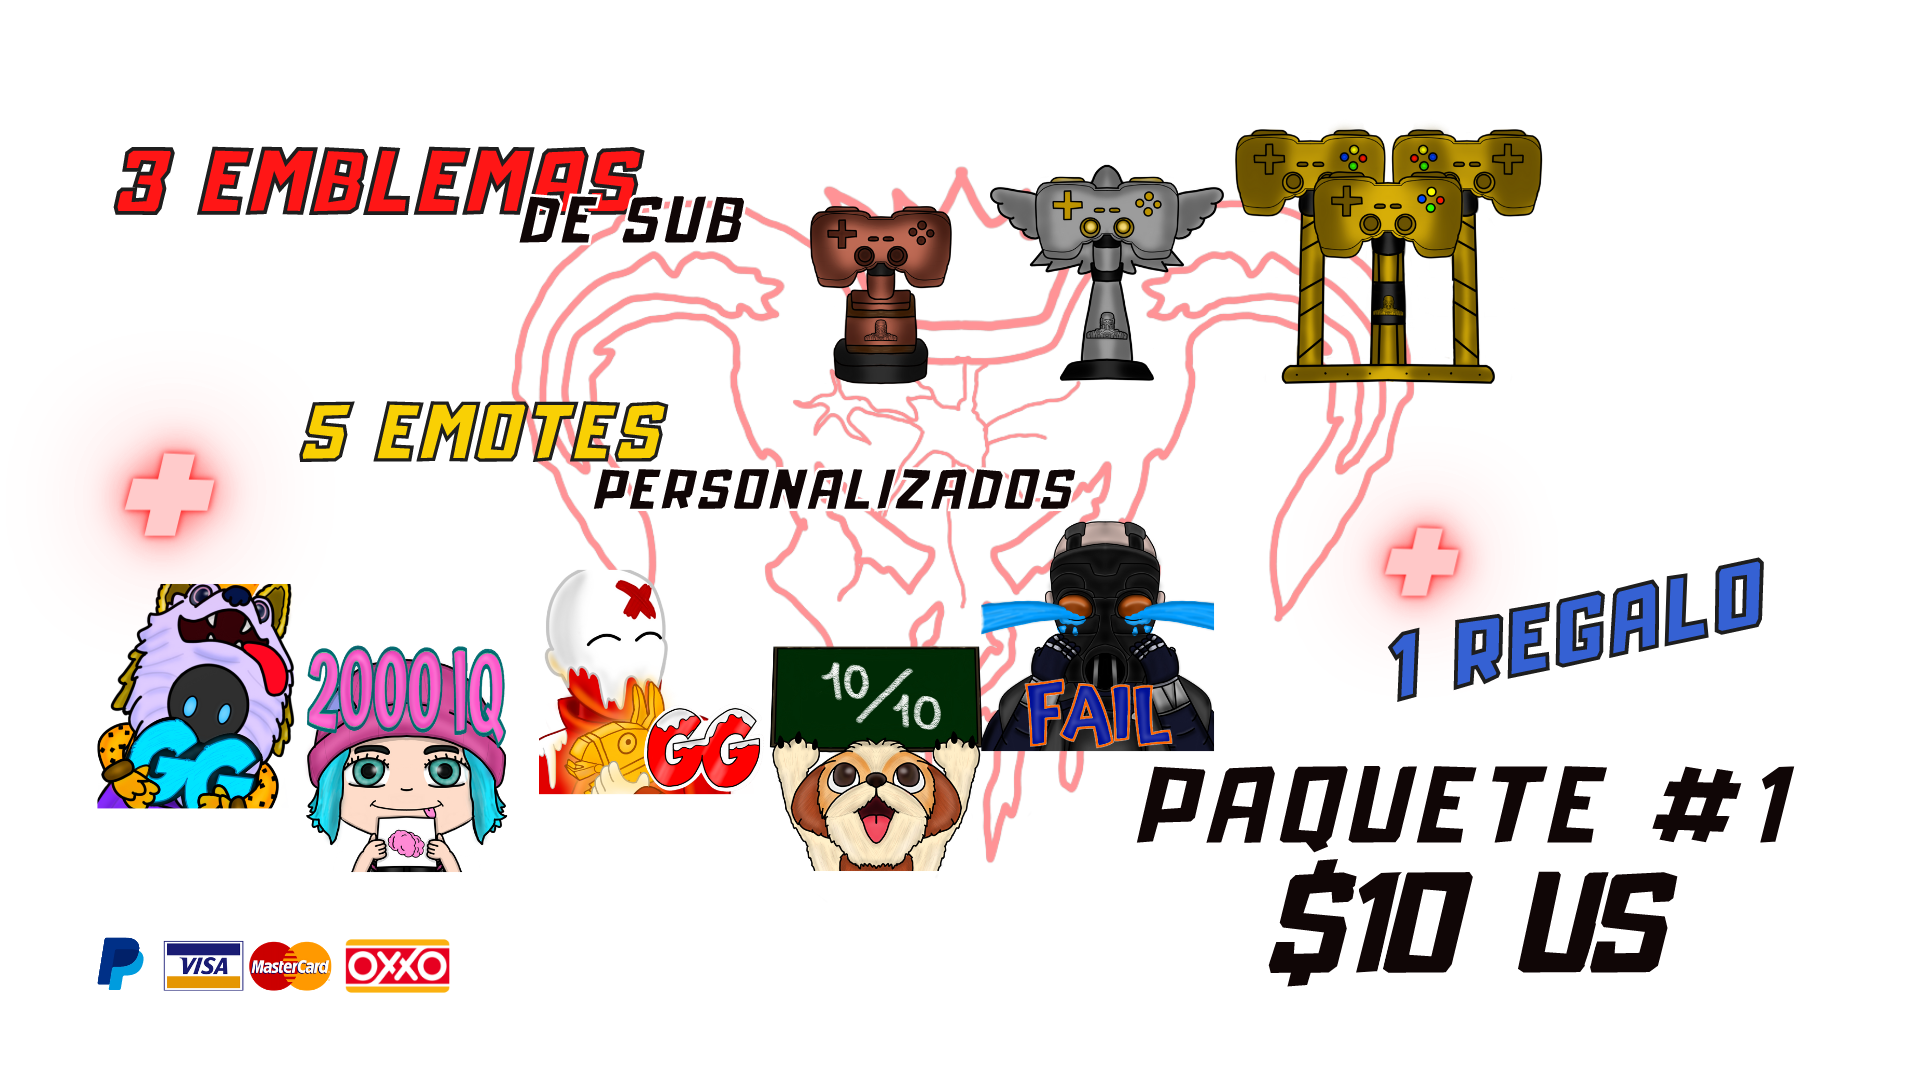 3 EMBLEMAS
DE SUB
5 EMOTES
PERSONALIZADOS
1 REGALO
GG
2000 IQ
GG
10/10
FAIL
PAQUETE #1
$10 US
P VISA MasterCard OXXO